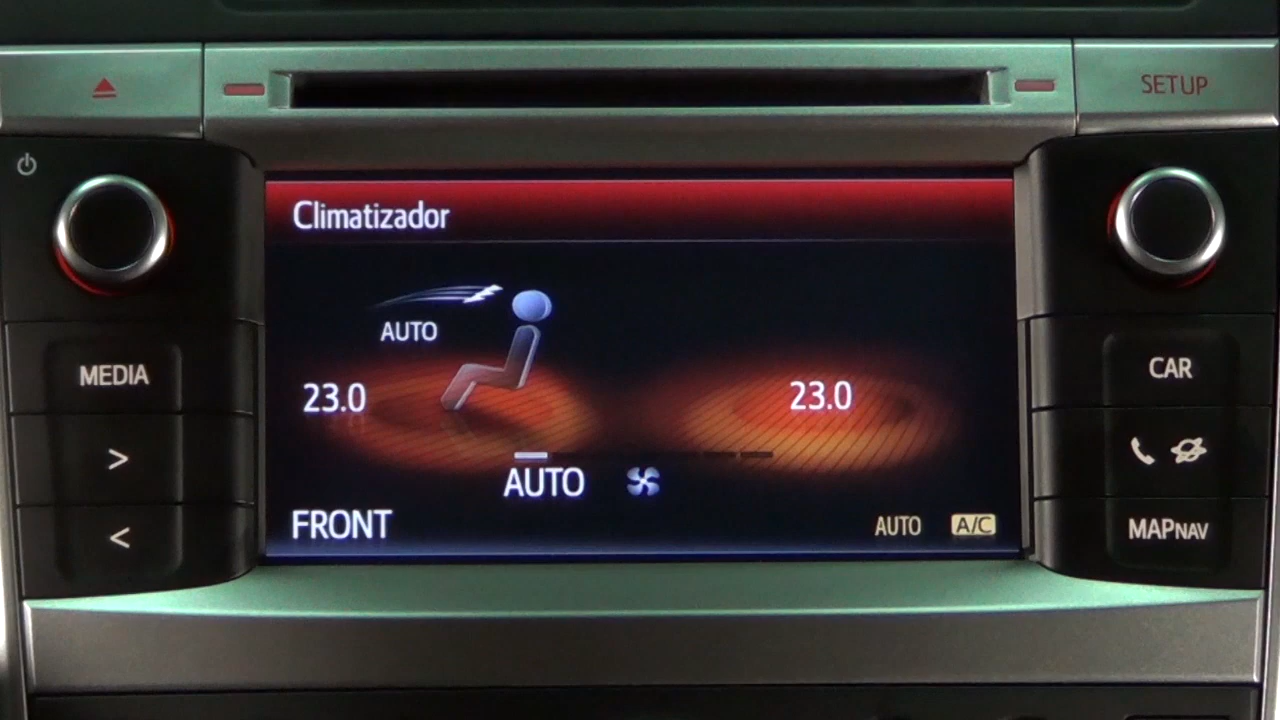 SETUP
Climatizador
AUTO
MEDIA
23.0
23.0
CAR
>
AUTO
FRONT
AUTO A/C
<
MAPNAV